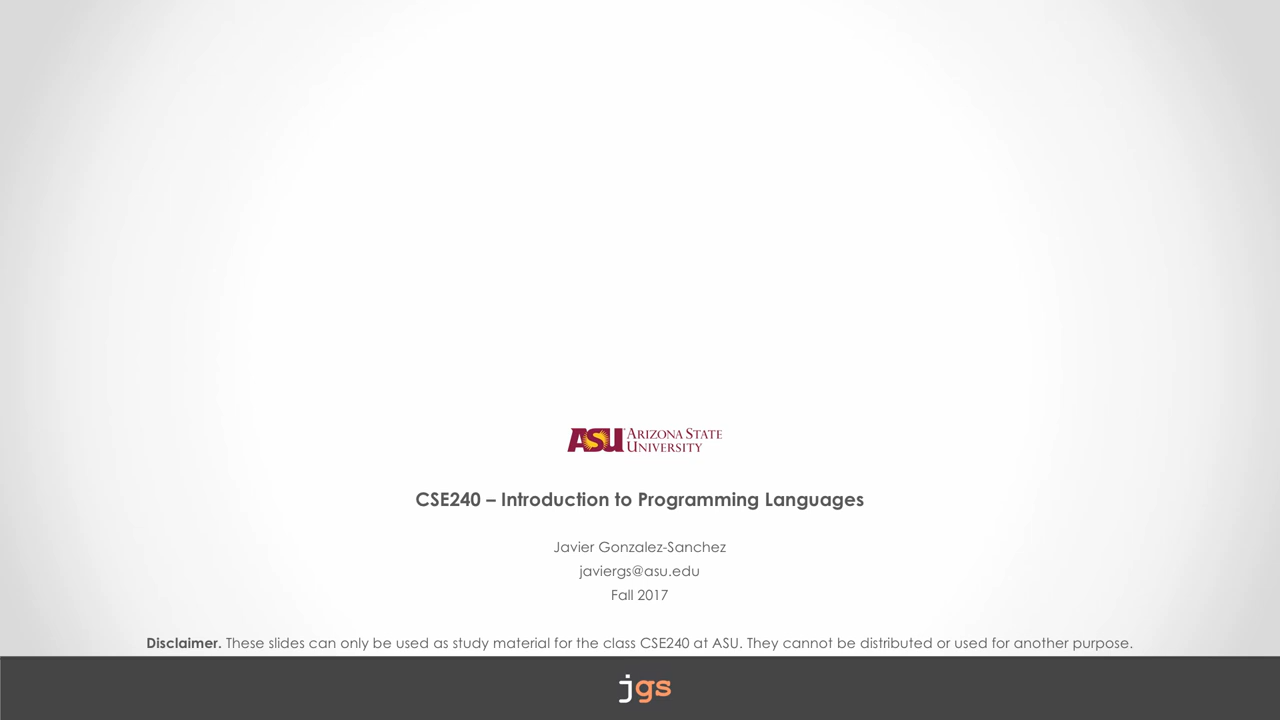 ASU ARIZONA STATE
UNIVERSITY
CSE240 – Introduction to Programming Languages
Javier Gonzalez-Sanchez
javiergs@asu.edu
Fall 2017
Disclaimer. These slides can only be used as study material for the class CSE240 at ASU. They cannot be distributed or used for another purpose.
jgs